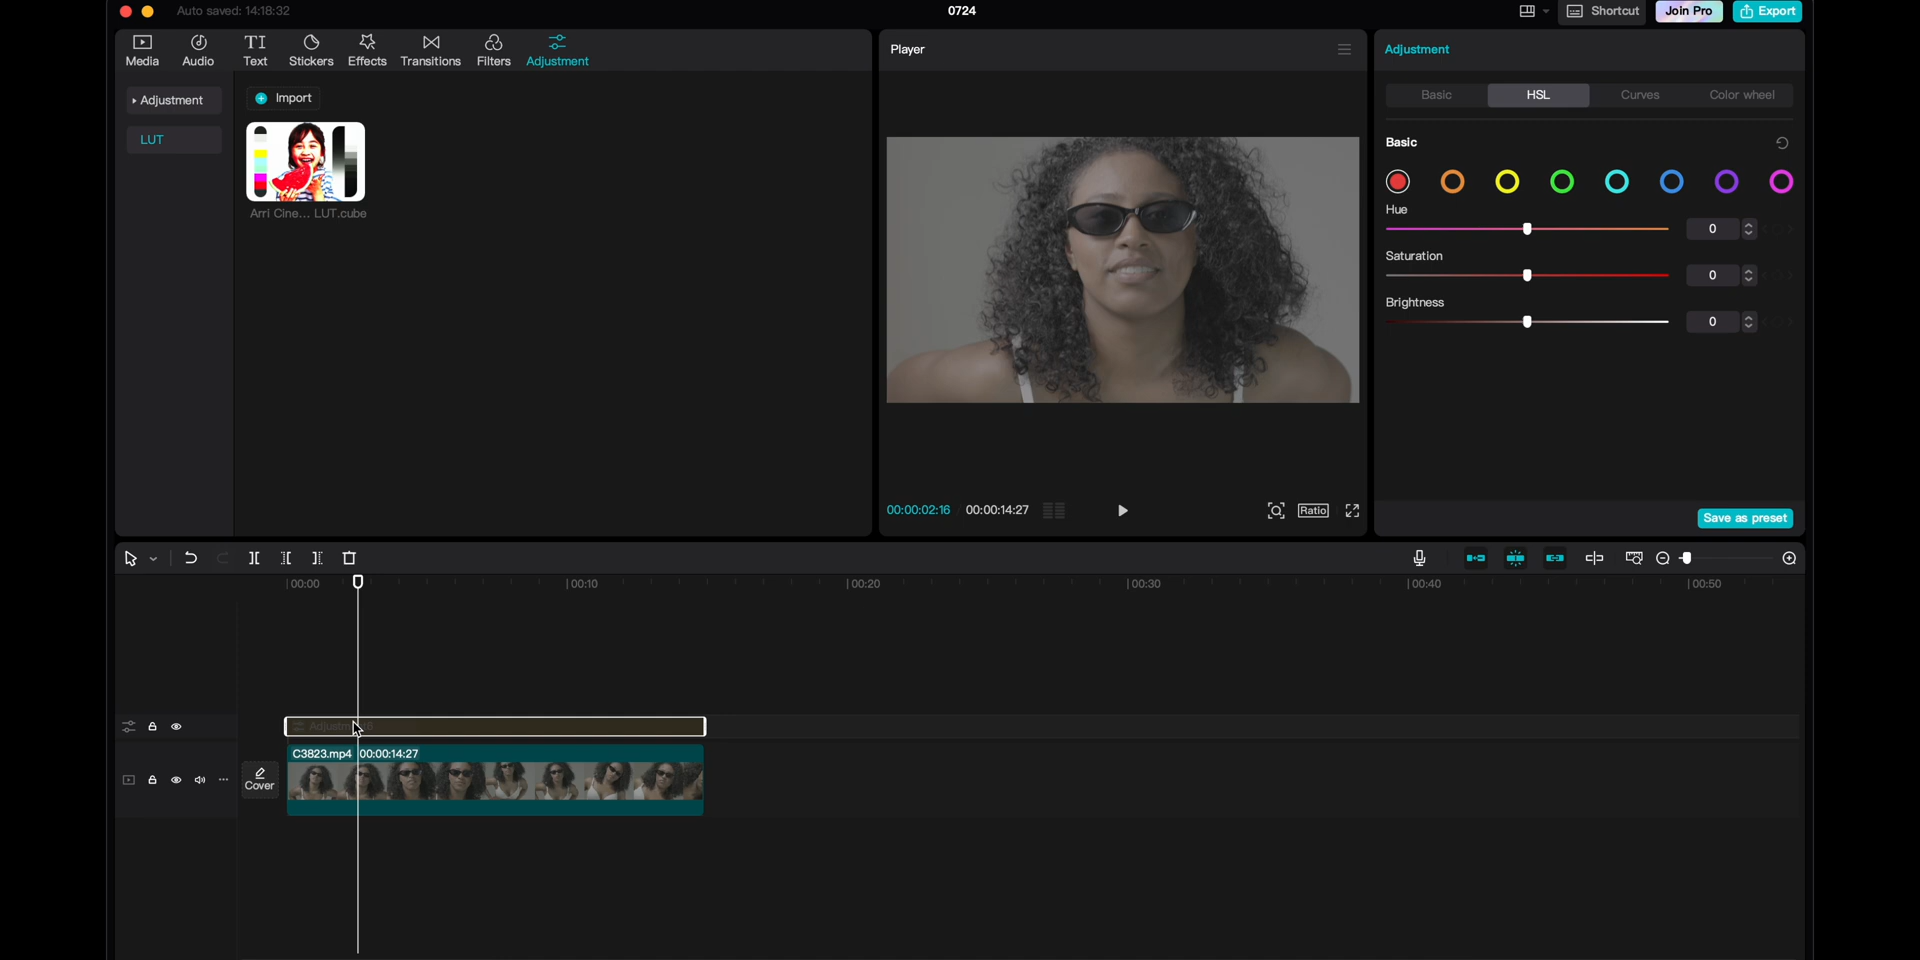 Auto saved: 14:18:32
0724
Shortcut
Join Pro
Export
Media
Audio
TI
Text
Stickers
Effects
Transitions
Filters
Adjustment
Player
Adjustment
Adjustment
LUT
Import
Arri Cine... LUT.cube
Basic
HSL
Curves
Color wheel
Basic
Hue
0
Saturation
0
Brightness
0
00:00:02:16
00:00:14:27
Ratio
Save as preset
00:00
00:10
00:20
00:30
00:40
00:50
C3823.mp4 00:00:14:27
Cover